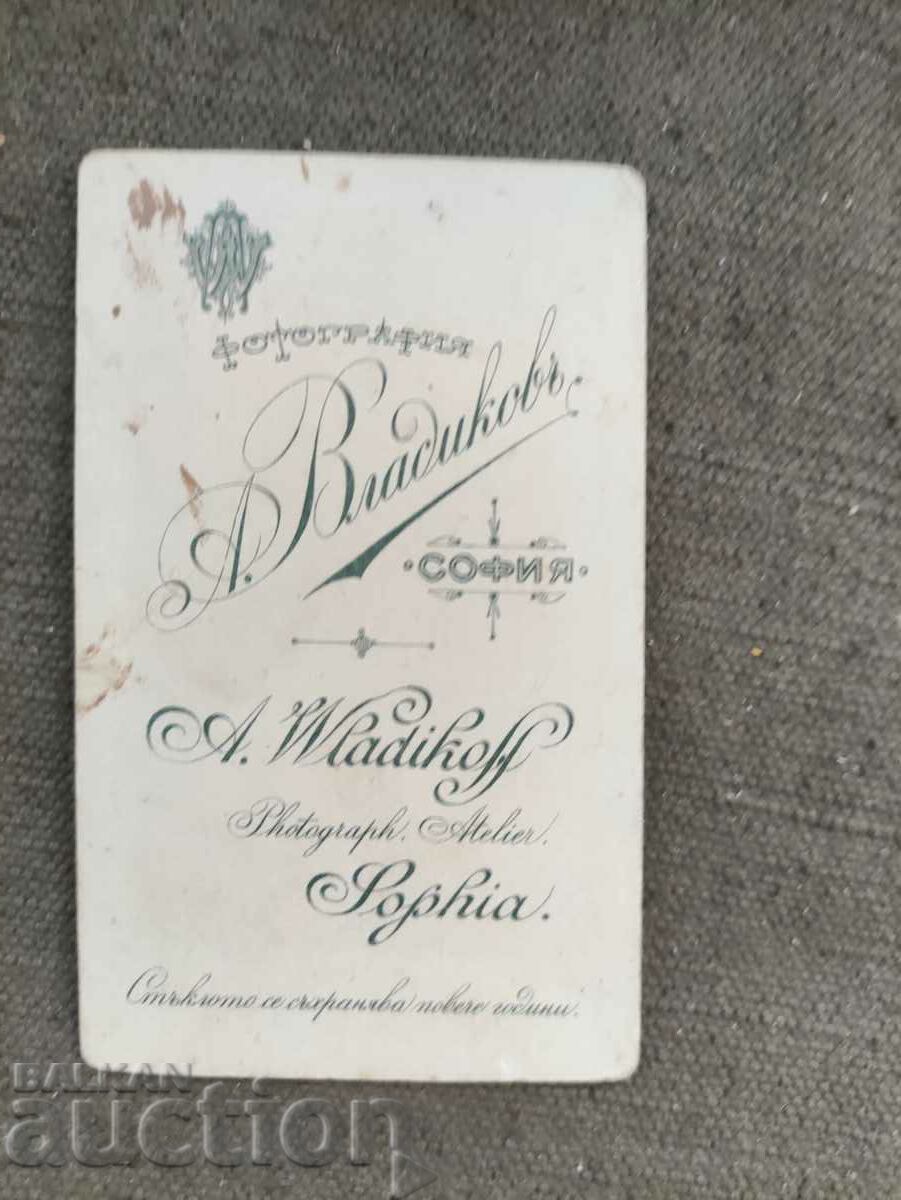 ФОТОГРАФИЯ
А. Владиковъ.
СОФИЯ
A. Wladikoff
Photograph. Atelier.
Sophia.
Стъклото се съхранява повече години.
BALKAN
auction